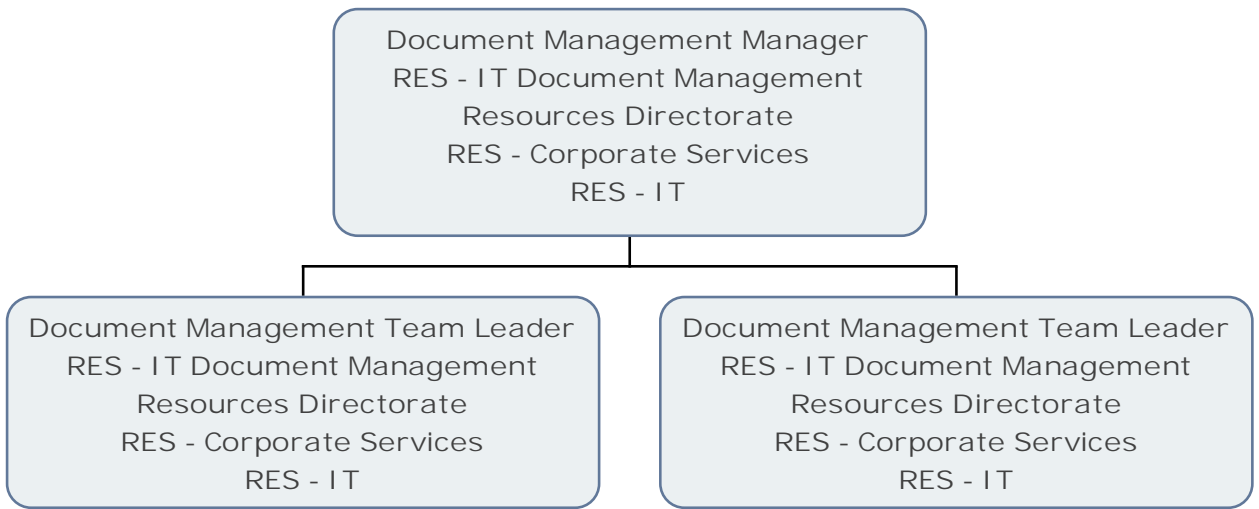 Document Management Manager
RES - IT Document Management
Resources Directorate
RES - Corporate Services
RES - IT
Document Management Team Leader
RES - IT Document Management
Resources Directorate
RES - Corporate Services
RES - IT
Document Management Team Leader
RES - IT Document Management
Resources Directorate
RES - Corporate Services
RES - IT